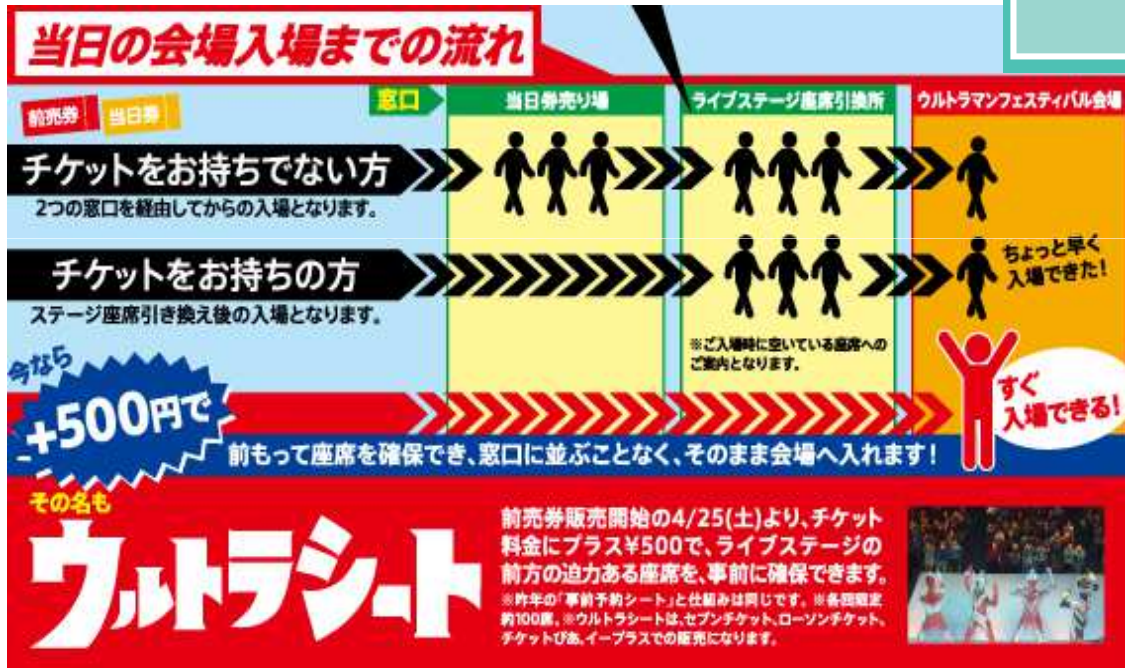 当日の会場入場までの流れ
前売券 当日券
窓口 当日券売り場 ライブステージ座席引換所 ウルトラマンフェスティバル会場
チケットをお持ちでない方
2つの窓口を経由してからの入場となります。
チケットをお持ちの方
ステージ座席引き換え後の入場となります。
ちょっと早く
入場できた!
※ご入場時に空いている座席への
ご案内となります。
今なら
+500円で
すぐ
入場できる!
前もって座席を確保でき、窓口に並ぶことなく、そのまま会場へ入れます!
その名も
ウルトラシート
前売券販売開始の4/25(土)より、チケット
料金にプラス¥500で、ライブステージの
前方の迫力ある座席を、事前に確保できます。
※昨年の「事前予約シート」と仕組みは同じです。※各回限定
約100席。※ウルトラシートは、セブンチケット、ローソンチケット、
チケットぴあ、イープラスでの販売になります。